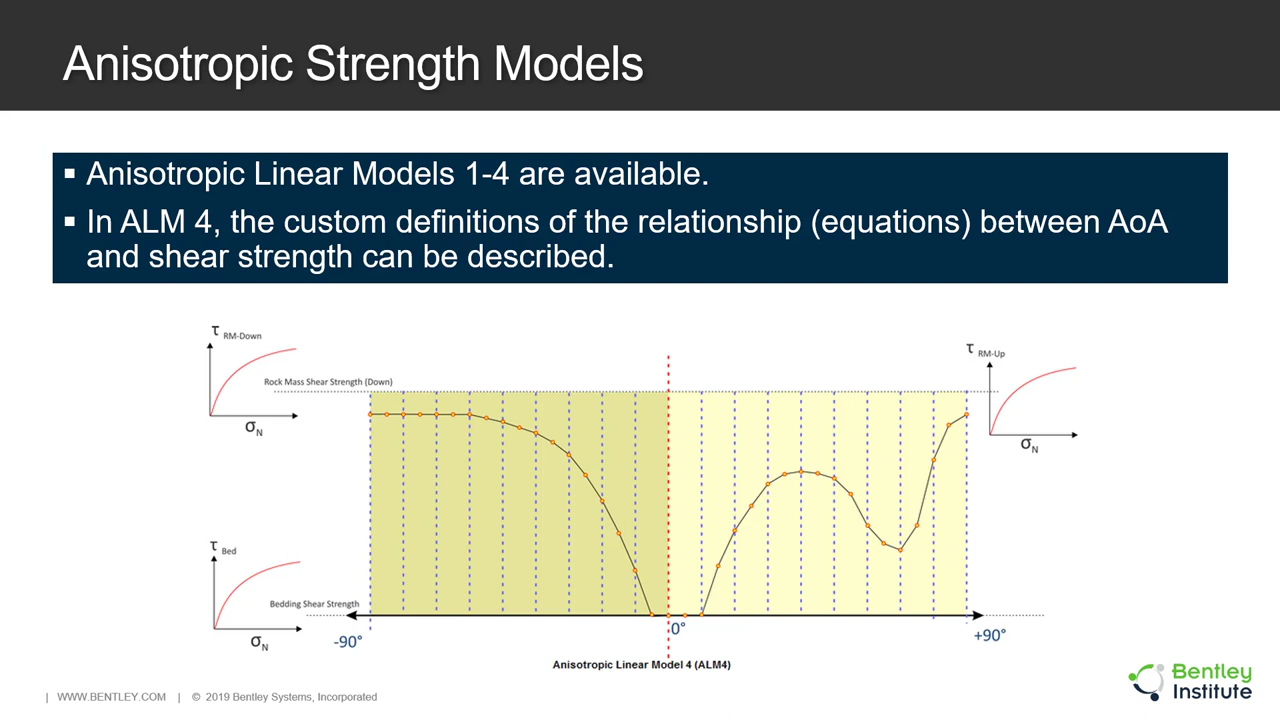 Anisotropic Strength Models
▪ Anisotropic Linear Models 1-4 are available.
▪ In ALM 4, the custom definitions of the relationship (equations) between AoA
and shear strength can be described.
τ RM-Down
σN
Rock Mass Shear Strength (Down)
τ RM-Up
σN
τ Bed
σN
Bedding Shear Strength
-90°
0°
+90°
Anisotropic Linear Model 4 (ALM4)
| WWW.BENTLEY.COM | © 2019 Bentley Systems, Incorporated
Bentley
Institute